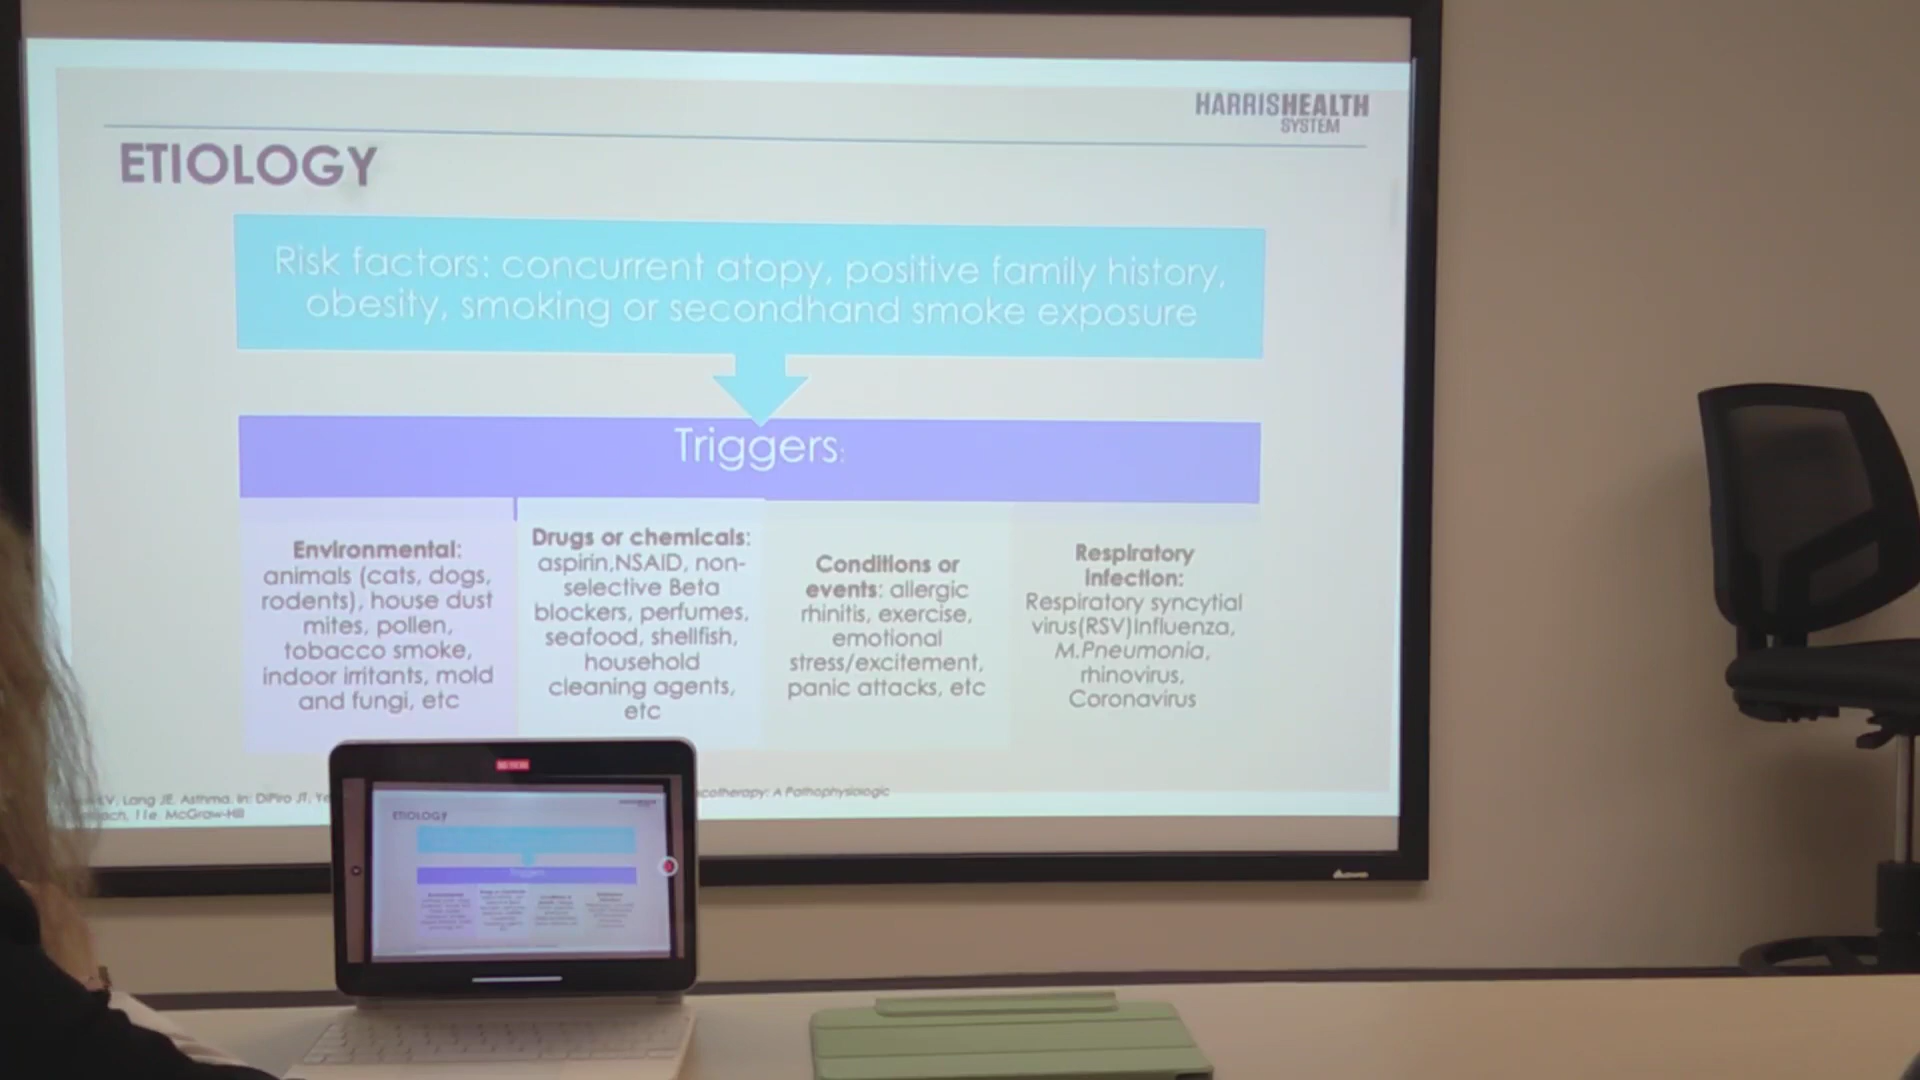 HARRISHEALTH
SYSTEM
ETIOLOGY
Risk factors: concurrent atopy, positive family history,
obesity, smoking or secondhand smoke exposure
Triggers:
Environmental:
animals (cats, dogs,
rodents), house dust
mites, pollen,
tobacco smoke,
indoor irritants, mold
and fungi, etc
Drugs or chemicals:
aspirin,NSAID, non-
selective Beta
blockers, perfumes,
seafood, shellfish,
household
cleaning agents,
etc
Conditions or
events: allergic
rhinitis, exercise,
emotional
stress/excitement,
panic attacks, etc
Respiratory
Infection:
Respiratory syncytial
virus(RSV)Influenza,
M.Pneumonia,
rhinovirus,
Coronavirus
LV, Lang JE. Asthma. In: DiPiro JT, A Pathophysiologic
11e. McGraw-Hill
ETIOLOGY
Triggers